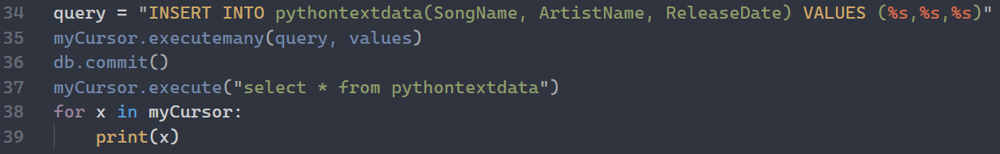 34 query = "INSERT INTO pythontextdata(SongName, ArtistName, ReleaseDate) VALUES (%s,%s,%s)"
35 myCursor.executemany(query, values)
36 db.commit()
37 myCursor.execute("select * from pythontextdata")
38 for x in myCursor:
39     print(x)